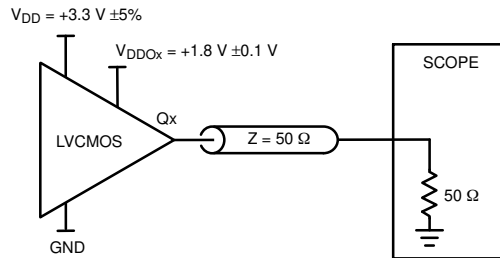 V_DD = +3.3 V ±5%
V_DDOx = +1.8 V ±0.1 V
SCOPE
Qx
LVCMOS
Z = 50 Ω
50 Ω
GND